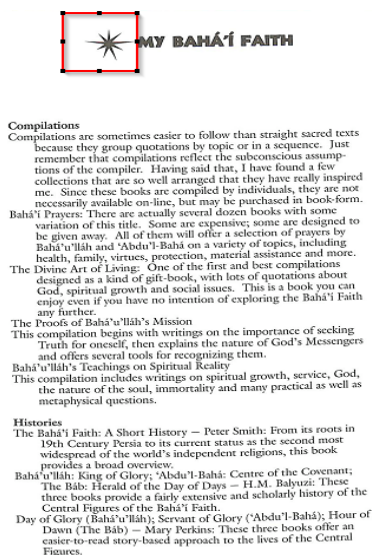 MY BAHÁ'Í FAITH
Compilations
Compilations are sometimes easier to follow than straight sacred texts
because they group quotations by topic or in a sequence. Just
remember that compilations reflect the subconscious assump-
tions of the compiler. Having said that, I have found a few
collections that are so well arranged that they have really inspired
me. Since these books are compiled by individuals, they are not
necessarily available on-line, but may be purchased in book-form.
Bahá'í Prayers: There are actually several dozen books with some
variation of this title. Some are expensive; some are designed to
be given away. All of them will offer a selection of prayers by
Bahá'u'lláh and 'Abdu'l-Bahá on a variety of topics, including
health, family, virtues, protection, material assistance and more.
The Divine Art of Living: One of the first and best compilations
designed as a kind of gift-book, with lots of quotations about
God, spiritual growth and social issues. This is a book you can
enjoy even if you have no intention of exploring the Bahá'í Faith
any further.
The Proofs of Bahá'u'lláh's Mission
This compilation begins with writings on the importance of seeking
Truth for oneself, then explains the nature of God's Messengers
and offers several tools for recognizing them.
Bahá'u'lláh's Teachings on Spiritual Reality
This compilation includes writings on spiritual growth, service, God,
the nature of the soul, immortality and many practical as well as
metaphysical questions.
Histories
The Bahá'í Faith: A Short History — Peter Smith: From its roots in
19th Century Persia to its current status as the second most
widespread of the world's independent religions, this book
provides a broad overview.
Bahá'u'lláh: King of Glory; 'Abdu'l-Bahá: Centre of the Covenant;
The Báb: Herald of the Day of Days — H.M. Balyuzi: These
three books provide a fairly extensive and scholarly history of the
Central Figures of the Bahá'í Faith.
Day of Glory (Bahá'u'lláh); Servant of Glory ('Abdu'l-Bahá); Hour of
Dawn (The Báb) — Mary Perkins: These three books offer an
easier-to-read story-based approach to the lives of the Central
Figures.